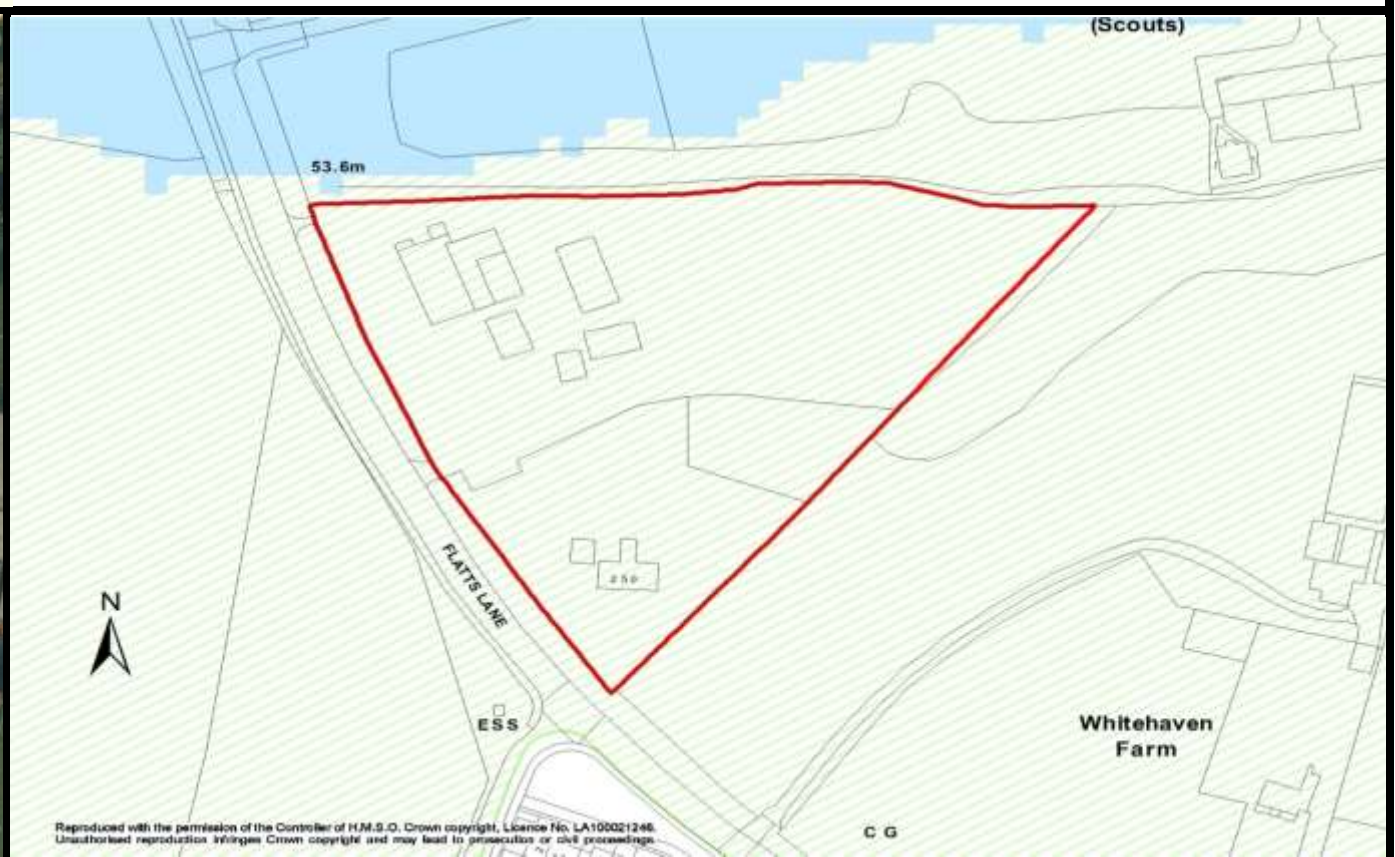 (Scouts)
53.6m
FLATTS LANE
250
N
ESS
Whitehaven
Farm
C G
Reproduced with the permission of the Controller of H.M.S.O. Crown copyright, Licence No. LA100021246.
Unauthorised reproduction infringes Crown copyright and may lead to prosecution or civil proceedings.